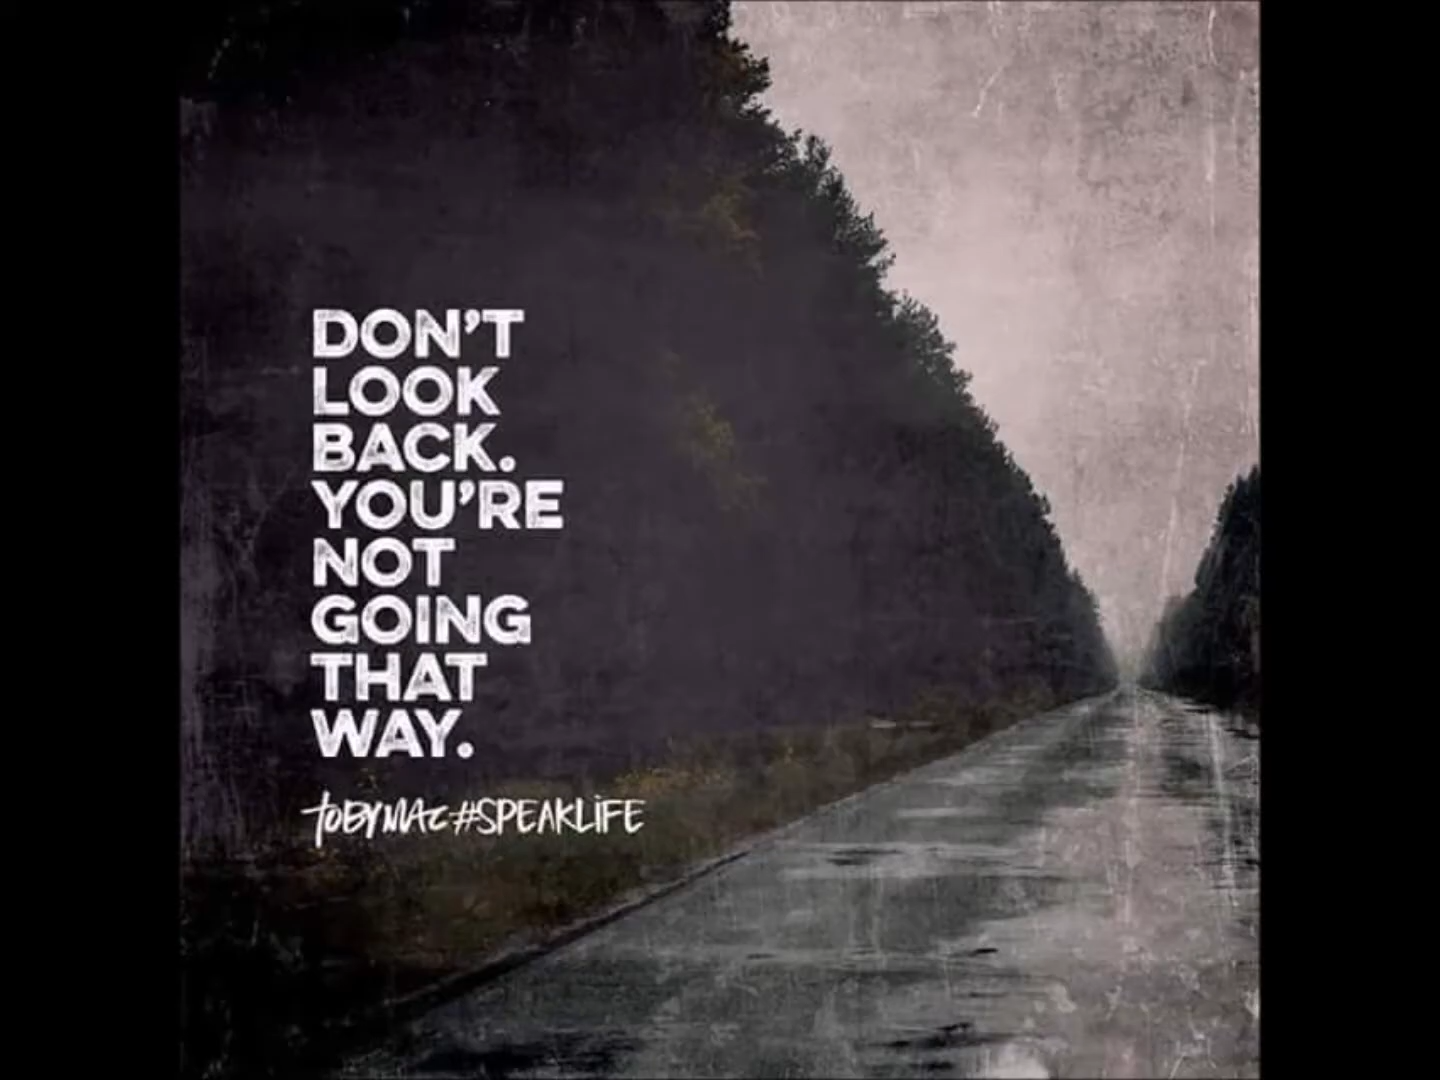 DON'T
LOOK
BACK.
YOU'RE
NOT
GOING
THAT
WAY.
TOBYMAC#SPEAKLIFE